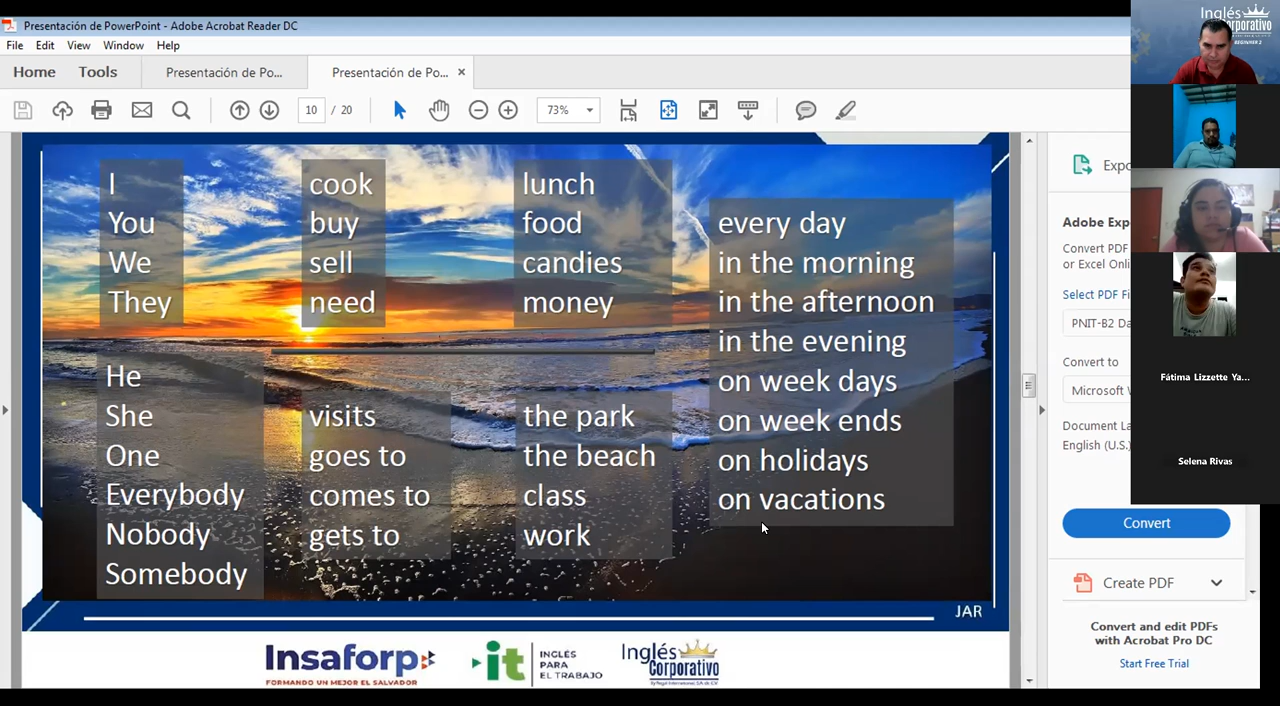 Presentación de PowerPoint - Adobe Acrobat Reader DC
File Edit View Window Help
Home Tools Presentación de Po... Presentación de Po... ×
10 / 20 73%
I
You
We
They
cook
buy
sell
need
lunch
food
candies
money
He
She
One
Everybody
Nobody
Somebody
visits
goes to
comes to
gets to
the park
the beach
class
work
every day
in the morning
in the afternoon
in the evening
on week days
on week ends
on holidays
on vacations
JAR
Insaforp
FORMANDO UN MEJOR EL SALVADOR
it
INGLÉS
PARA
EL TRABAJO
Inglés
Corporativo
Adobe Exp
Convert PDF
or Excel Onli
Select PDF Fi
PNIT-B2 Da
Convert to
Microsoft W
Document La
English (U.S.)
Convert
Create PDF
Convert and edit PDFs
with Acrobat Pro DC
Start Free Trial
Inglés
orporativo
BEGINNER 2
Fátima Lizzette Ya...
Selena Rivas